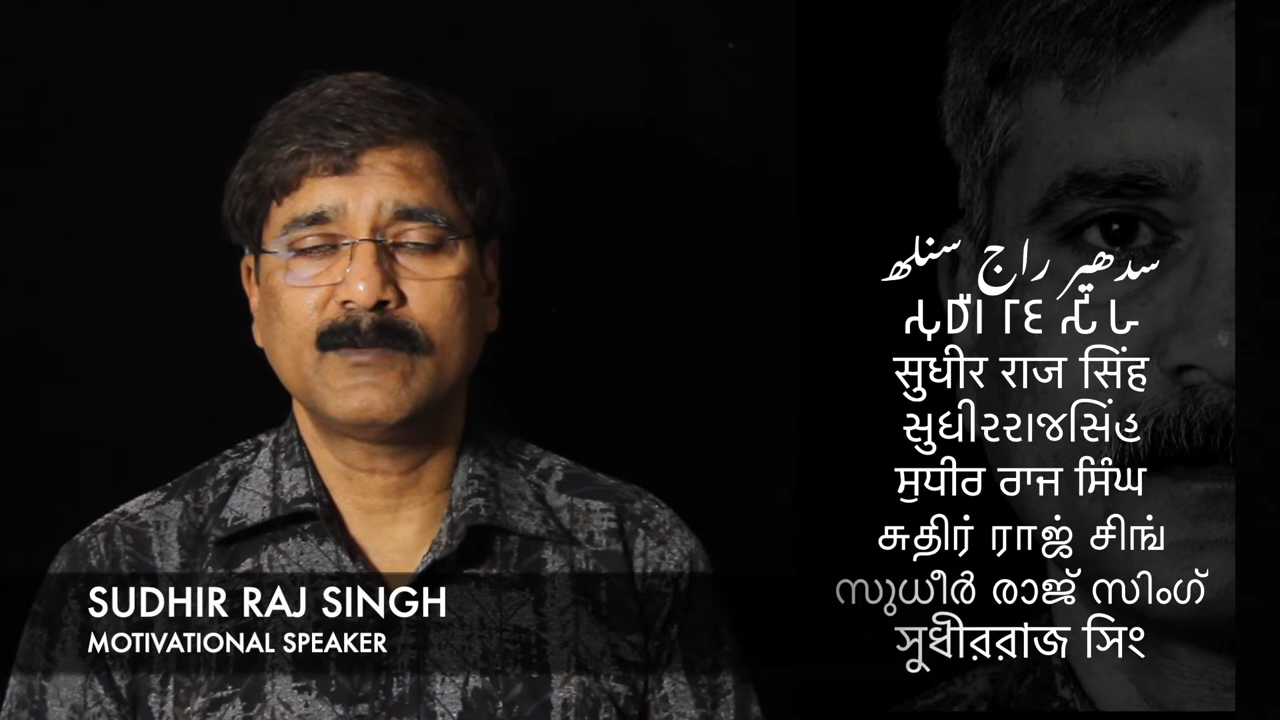 SUDHIR RAJ SINGH
MOTIVATIONAL SPEAKER
سدھیر راج سنلھ
सुधीर राज सिंह
સુધીરરાજસિંહ
ਸੁਧੀਰ ਰਾਜ ਸਿੰਘ
சுதிர் ராஜ் சிங்
സുധീർ രാജ് സിംഗ്
সুধীররাজ সিং